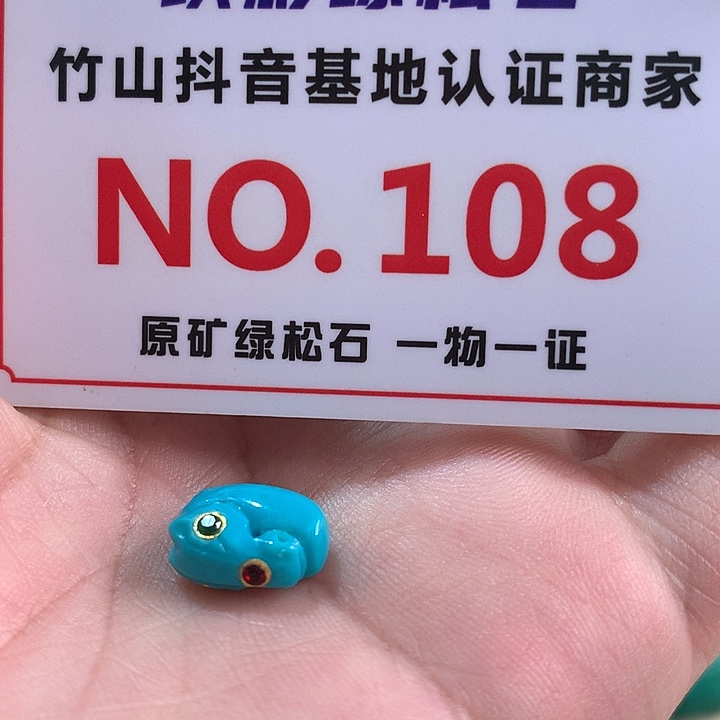 竹山抖音基地认证商家
NO.108
原矿绿松石 一物一证